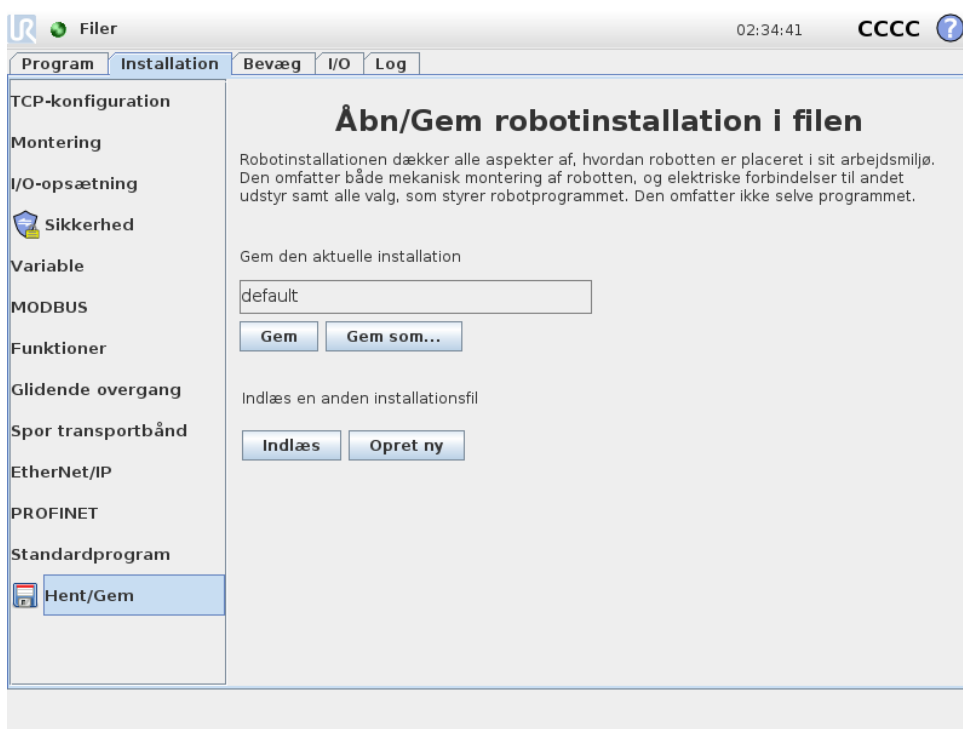 UR Filer 02:34:41 CCCC ?
Program Installation Bevæg I/O Log
TCP-konfiguration
Montering
I/O-opsætning
Sikkerhed
Variable
MODBUS
Funktioner
Glidende overgang
Spor transportbånd
EtherNet/IP
PROFINET
Standardprogram
Hent/Gem
Åbn/Gem robotinstallation i filen
Robotinstallationen dækker alle aspekter af, hvordan robotten er placeret i sit arbejdsmiljø.
Den omfatter både mekanisk montering af robotten, og elektriske forbindelser til andet
udstyr samt alle valg, som styrer robotprogrammet. Den omfatter ikke selve programmet.
Gem den aktuelle installation
default
Gem Gem som...
Indlæs en anden installationsfil
Indlæs Opret ny